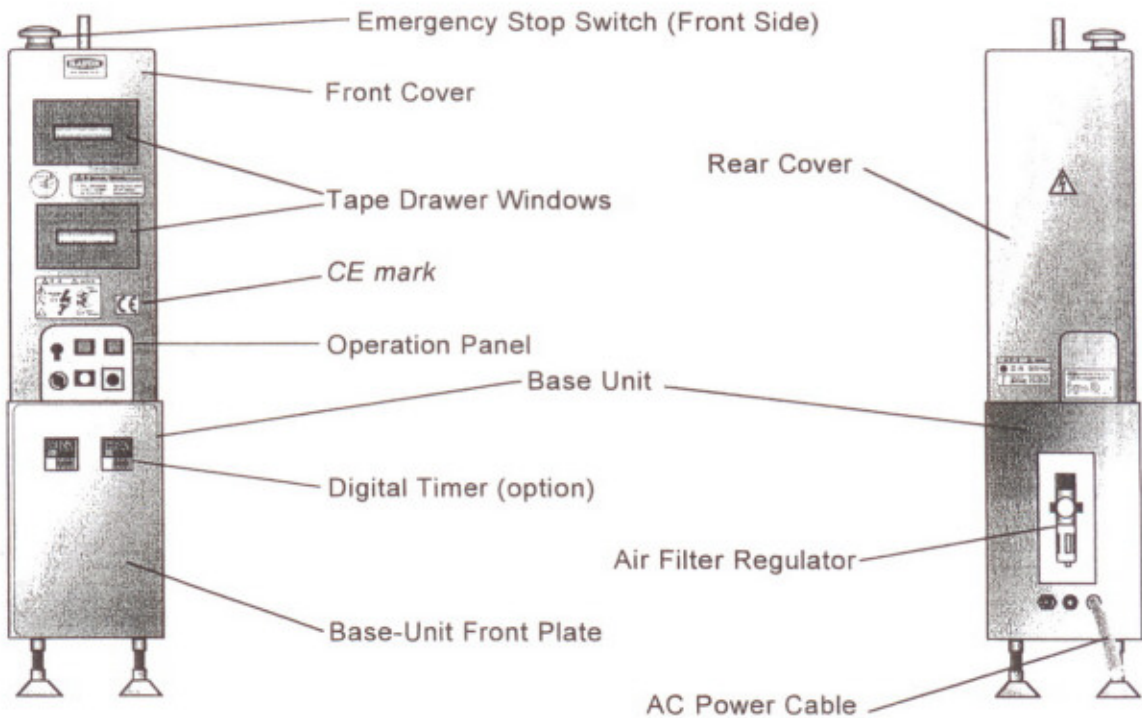 Emergency Stop Switch (Front Side)
Front Cover
Tape Drawer Windows
CE mark
CE
Operation Panel
Base Unit
Digital Timer (option)
Base-Unit Front Plate
Rear Cover
Air Filter Regulator
AC Power Cable